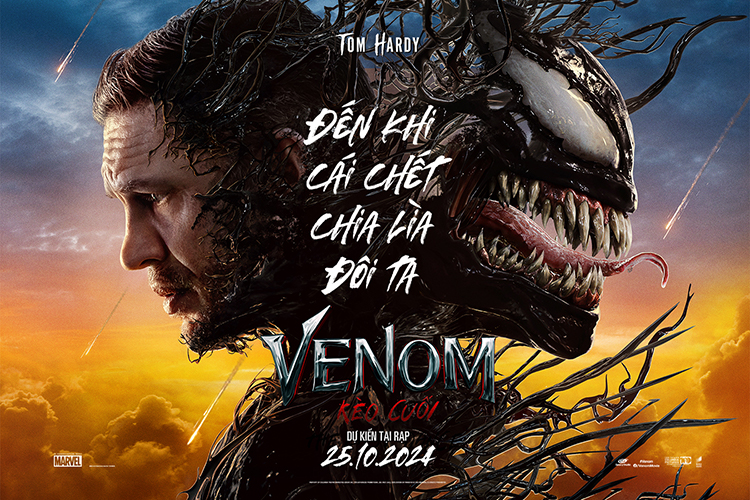 TOM HARDY
ĐẾN KHI
CÁI CHẾT
CHIA LÌA
ĐÔI TA
VENOM
KÈO CUỐI
DỰ KIẾN TẠI RẠP
25.10.2024
MARVEL